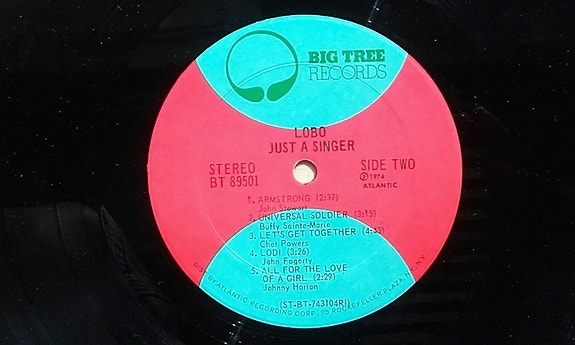 BIG TREE
RECORDS
LOBO
JUST A SINGER
STEREO
BT 89501
SIDE TWO
℗ 1974
ATLANTIC
1. ARMSTRONG (2:37)
John Stewart
2. UNIVERSAL SOLDIER (3:15)
Buffy Sainte-Marie
3. LET'S GET TOGETHER (4:43)
Chet Powers
4. LODI (3:26)
John Fogerty
5. ALL FOR THE LOVE
OF A GIRL (2:29)
Johnny Horton
(ST-BT-743104RI)
DIST. BY ATLANTIC RECORDING CORP. 75 ROCKEFELLER PLAZA, N.Y., N.Y.